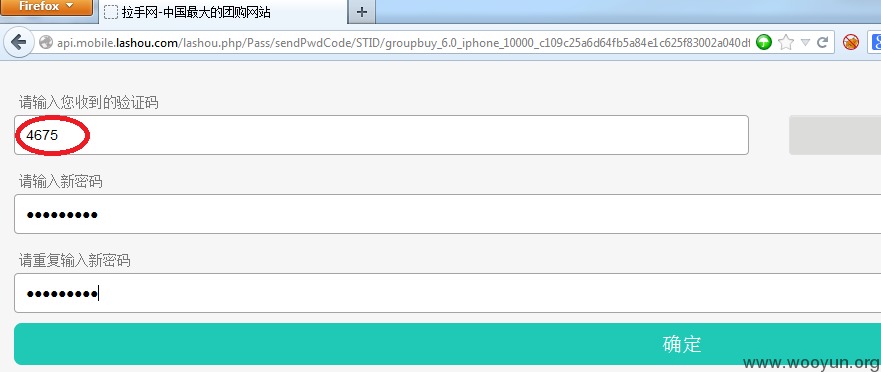 Firefox
拉手网-中国最大的团购网站
api.mobile.lashou.com/lashou.php/Pass/sendPwdCode/STID/groupbuy_6.0_iphone_10000_c109c25a6d64fb5a84e1c625f83002a040df
请输入您收到的验证码
4675
请输入新密码
请重复输入新密码
确定
www.wooyun.org